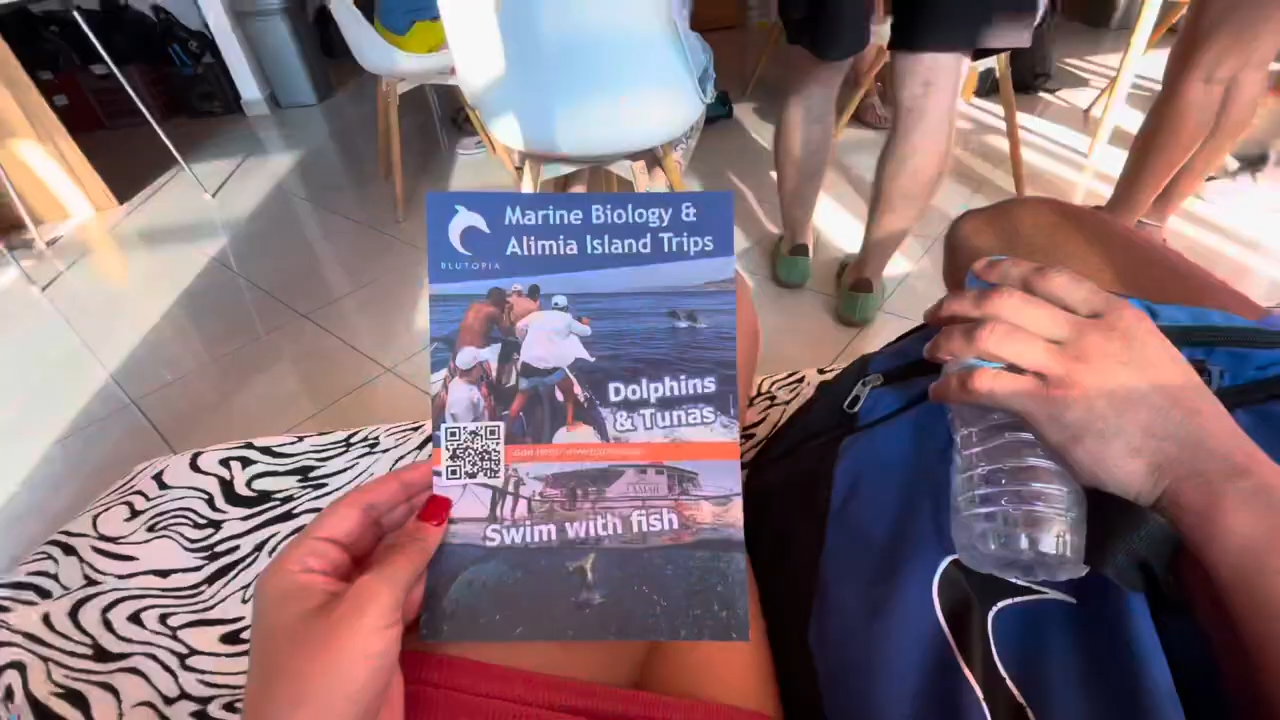 Marine Biology &
Alimia Island Trips
BLUTOPIA
Dolphins
& Tunas
Swim with fish